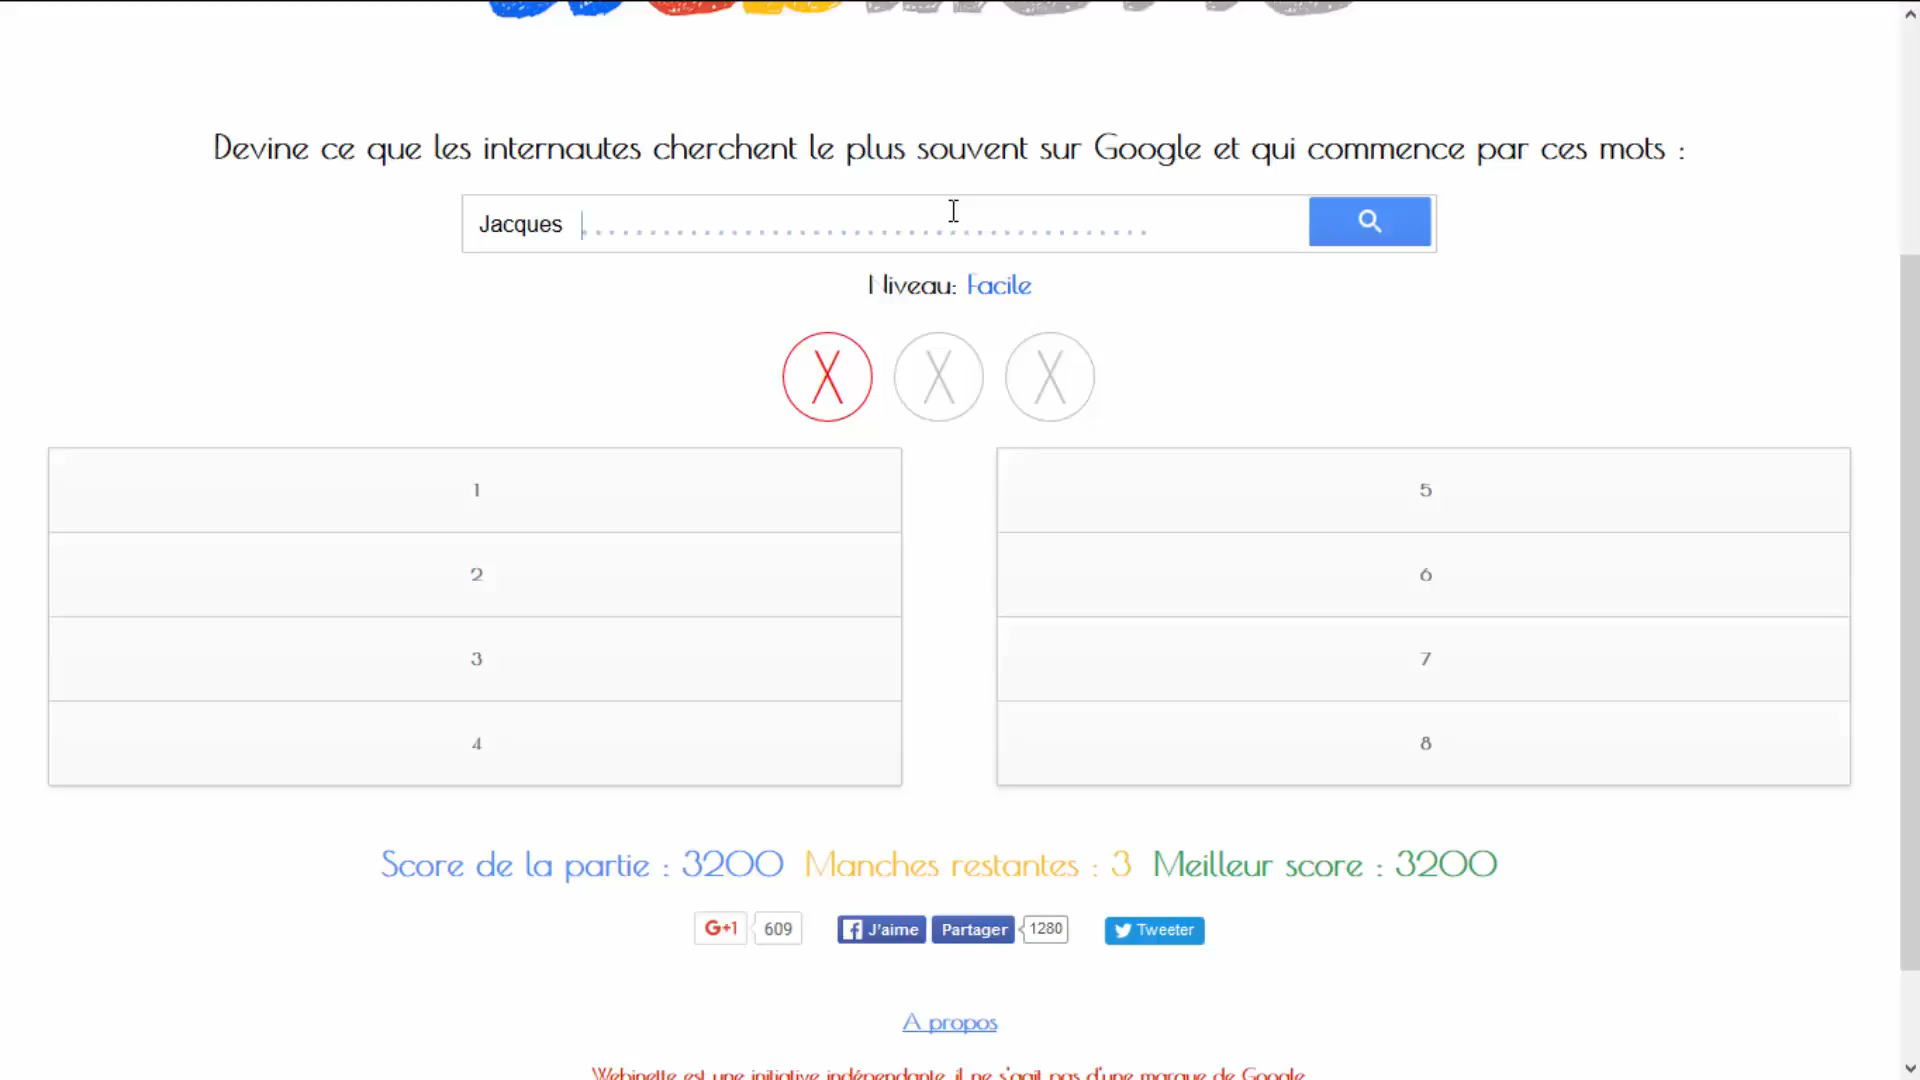 Devine ce que les internautes cherchent le plus souvent sur Google et qui commence par ces mots :
Jacques
Niveau: Facile
X X X
1
2
3
4
5
6
7
8
Score de la partie : 3200 Manches restantes : 3 Meilleur score : 3200
G+1 609 J'aime Partager 1280 Tweeter
A propos
Webinette est une initiative indépendante, il ne s'agit pas d'une marque de Google